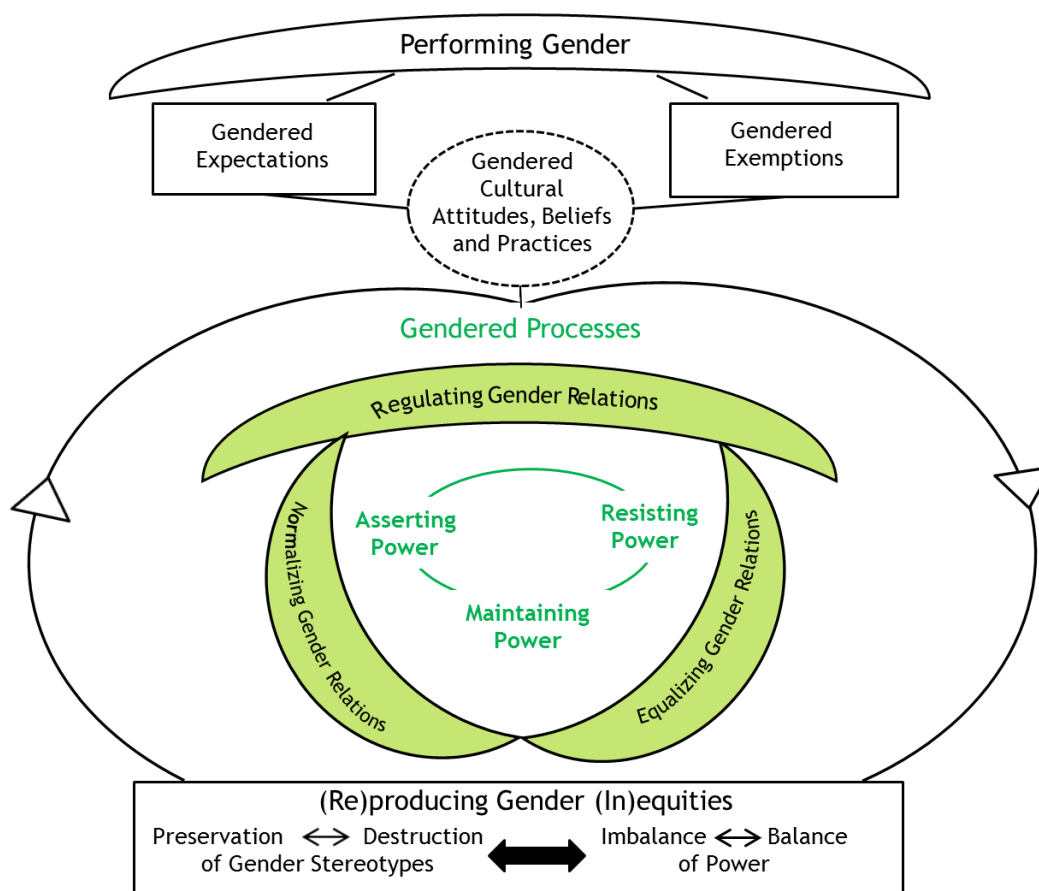 Performing Gender
Gendered
Expectations
Gendered
Exemptions
Gendered
Cultural
Attitudes, Beliefs
and Practices
Gendered Processes
Regulating Gender Relations
Normalizing Gender Relations
Asserting
Power
Resisting
Power
Maintaining
Power
Equalizing Gender Relations
(Re)producing Gender (In)equities
Preservation Destruction
of Gender Stereotypes
Imbalance Balance
of Power